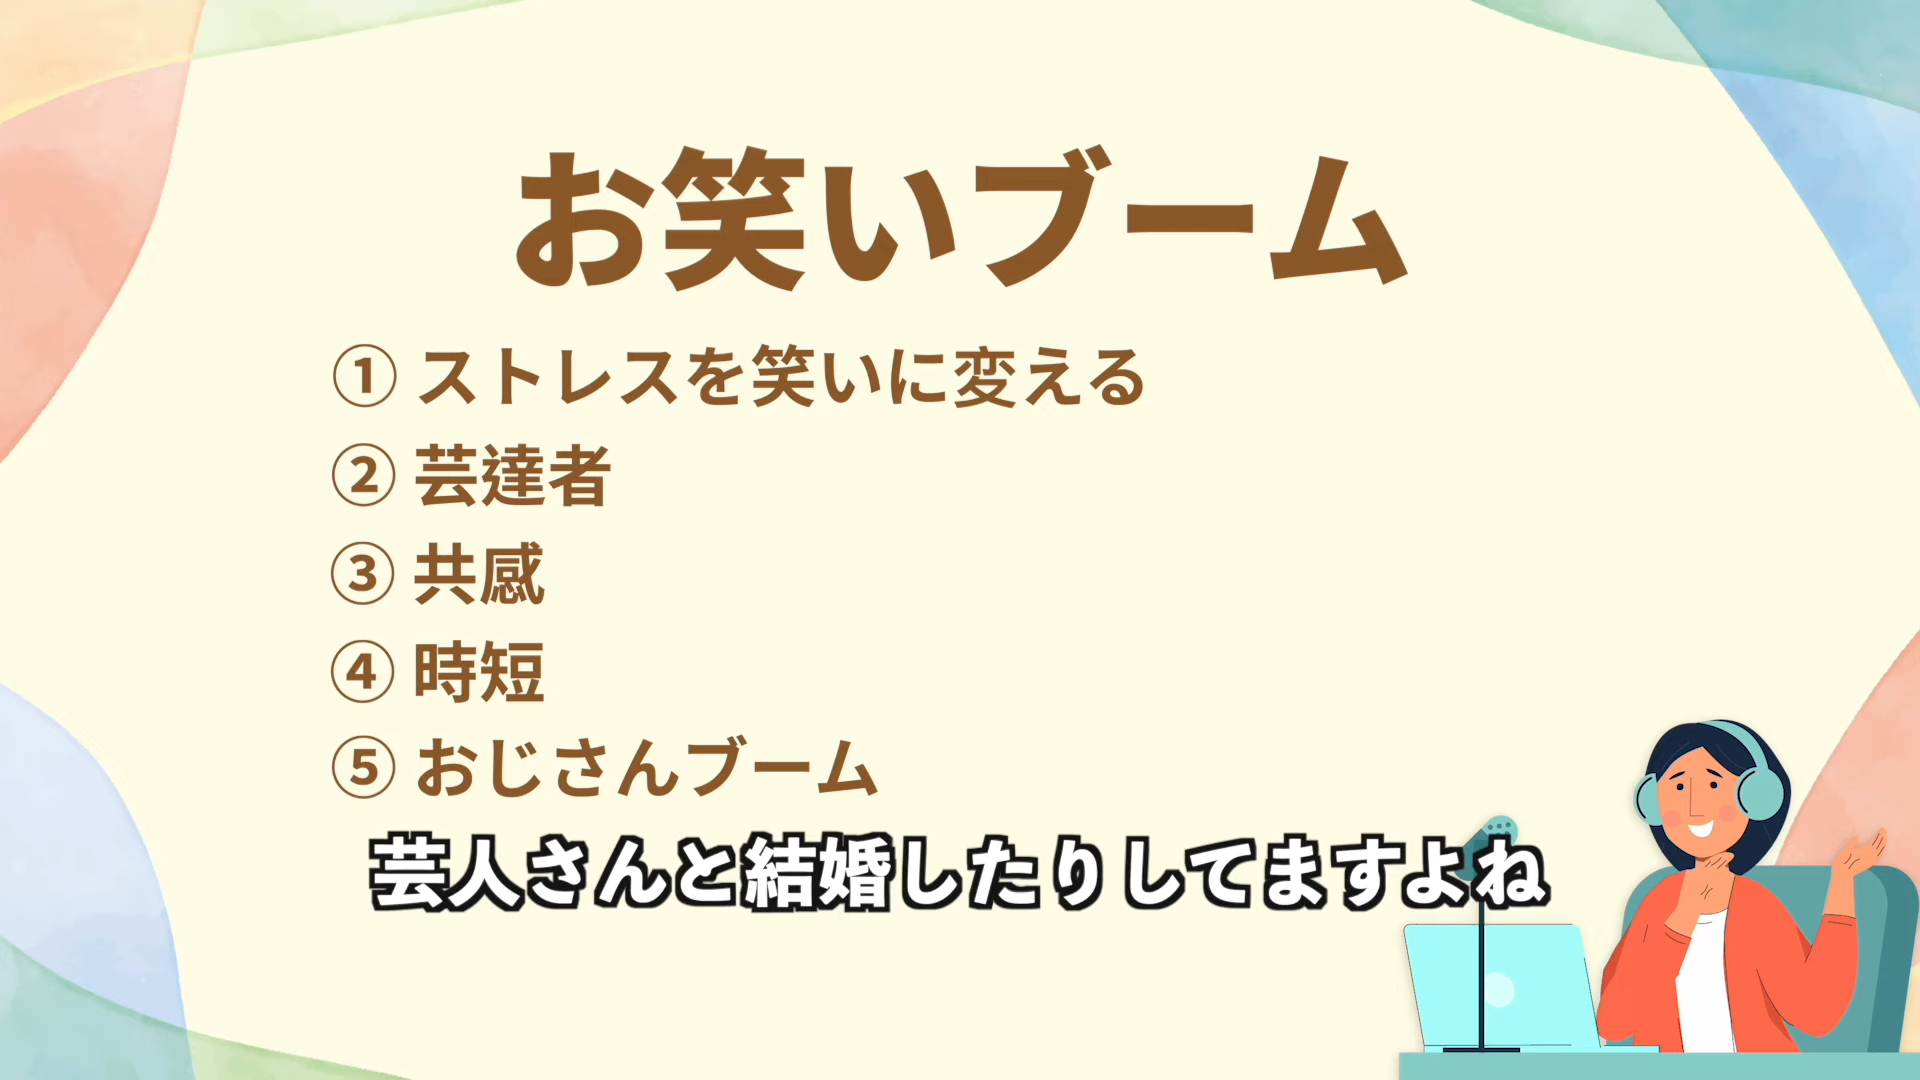 お笑いブーム
① ストレスを笑いに変える
② 芸達者
③ 共感
④ 時短
⑤ おじさんブーム
芸人さんと結婚したりしてますよね